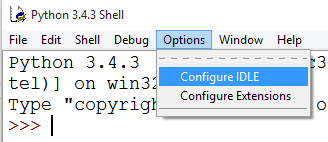 Python 3.4.3 Shell
File Edit Shell Debug Options Window Help
Python 3.4.3
tel)] on win32
Type "copyrigh o
Configure IDLE
Configure Extensions
>>>